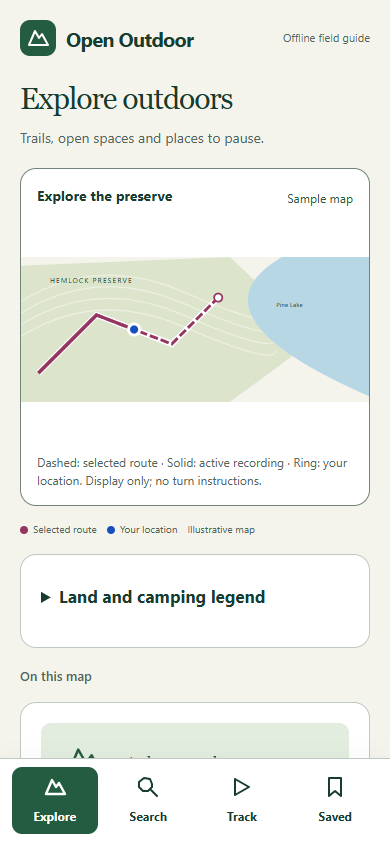 Open Outdoor
Offline field guide
Explore outdoors
Trails, open spaces and places to pause.
Explore the preserve
Sample map
HEMLOCK PRESERVE
Pine Lake
Dashed: selected route · Solid: active recording · Ring: your
location. Display only; no turn instructions.
Selected route
Your location
Illustrative map
Land and camping legend
On this map
Explore
Search
Track
Saved